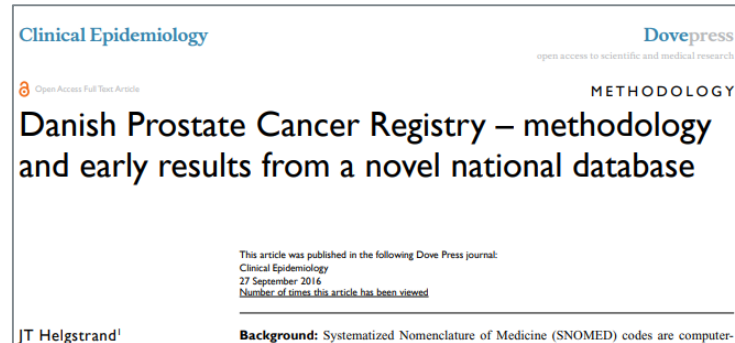 Clinical Epidemiology
Dovepress
open access to scientific and medical research
Open Access Full Text Article
METHODOLOGY
Danish Prostate Cancer Registry – methodology
and early results from a novel national database
This article was published in the following Dove Press journal:
Clinical Epidemiology
27 September 2016
Number of times this article has been viewed
JT Helgstrand¹
Background: Systematized Nomenclature of Medicine (SNOMED) codes are computer-